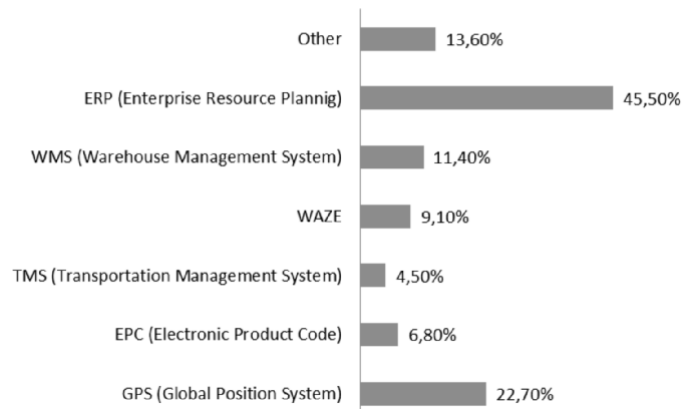 Other 13,60%
ERP (Enterprise Resource Plannig) 45,50%
WMS (Warehouse Management System) 11,40%
WAZE 9,10%
TMS (Transportation Management System) 4,50%
EPC (Electronic Product Code) 6,80%
GPS (Global Position System) 22,70%